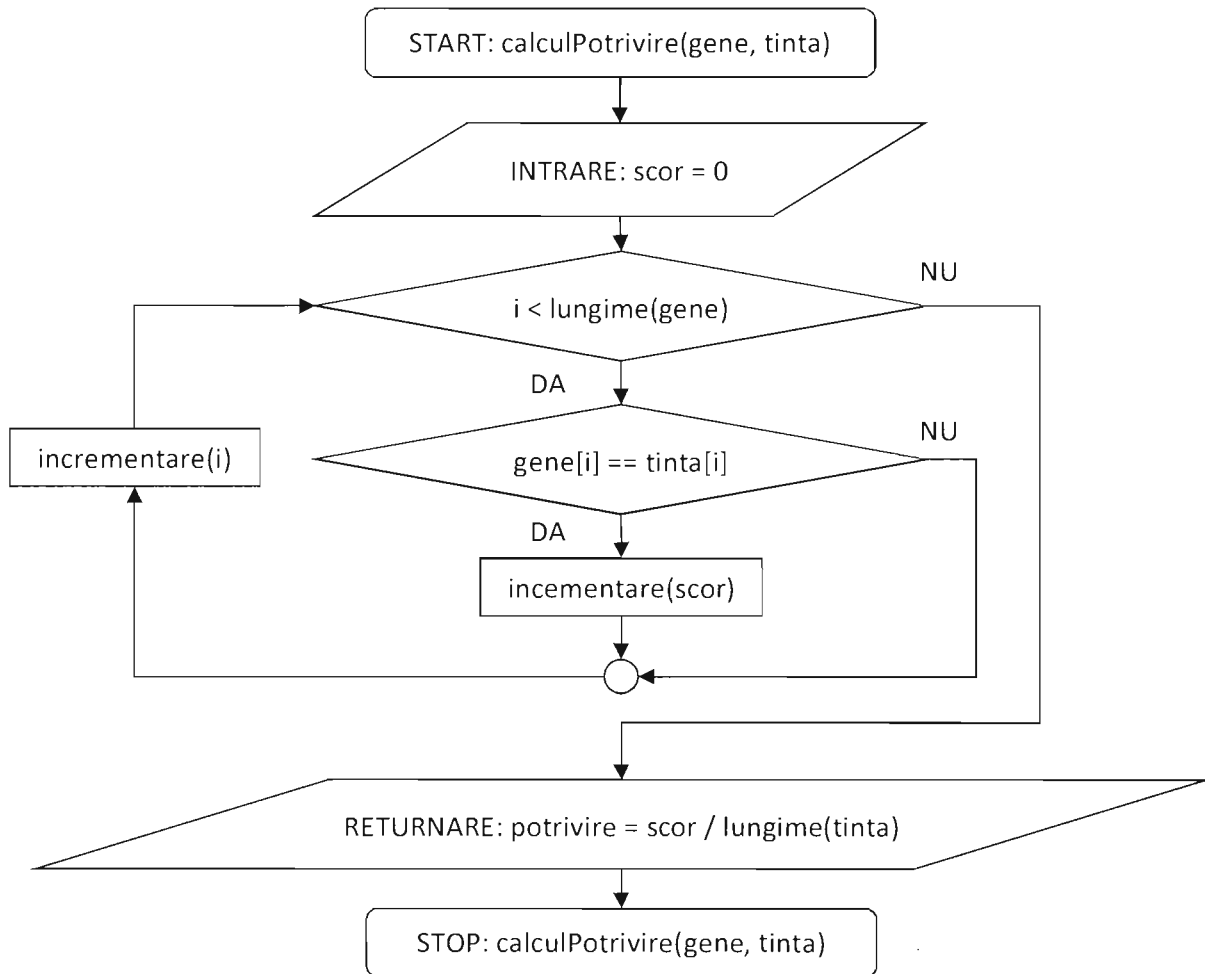 START: calculPotrivire(gene, tinta)
INTRARE: scor = 0
NU
i < lungime(gene)
DA
NU
incrementare(i)
gene[i] == tinta[i]
DA
incementare(scor)
RETURNARE: potrivire = scor / lungime(tinta)
STOP: calculPotrivire(gene, tinta)